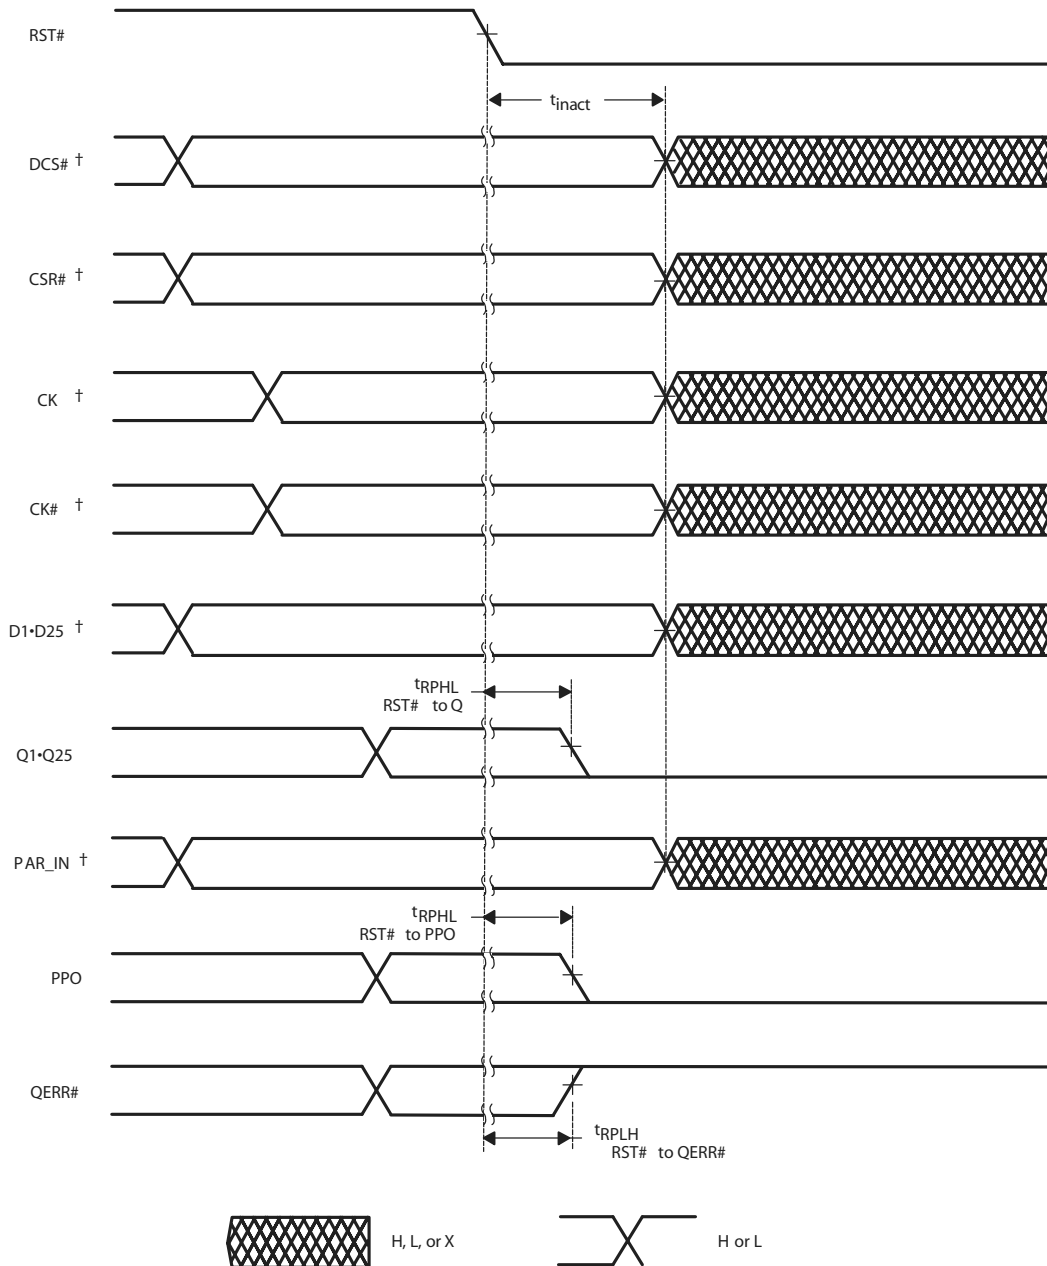 RST#
tinact
DCS# †
CSR# †
CK †
CK# †
D1•D25 †
tRPHL
RST# to Q
Q1•Q25
PAR_IN †
tRPHL
RST# to PPO
PPO
QERR#
tRPLH
RST# to QERR#
H, L, or X
H or L